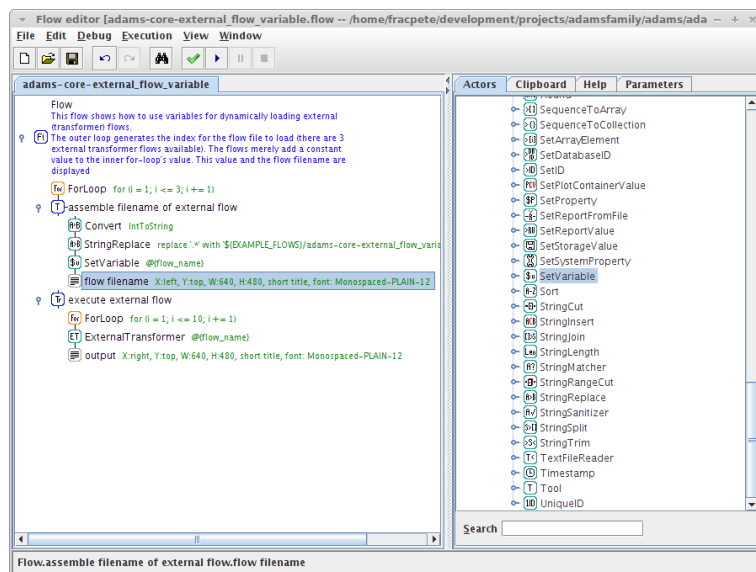 Flow editor [adams-core-external_flow_variable.flow -- /home/fracpete/development/projects/adamsfamily/adams/ada
File Edit Debug Execution View Window
adams-core-external_flow_variable
Flow
This flow shows how to use variables for dynamically loading external
(transformer) flows.
The outer loop generates the index for the flow file to load (there are 3
external transformer flows available). The flows merely add a constant
value to the inner for-loop's value. This value and the flow filename are
displayed
ForLoop for (i = 1; i <= 3; i += 1)
assemble filename of external flow
Convert IntToString
StringReplace replace '.*' with '${EXAMPLE_FLOWS}/adams-core-external_flow_varia
SetVariable @{flow_name}
flow filename X:left, Y:top, W:640, H:480, short title, font: Monospaced-PLAIN-12
execute external flow
ForLoop for (i = 1; i <= 10; i += 1)
ExternalTransformer @{flow_name}
output X:right, Y:top, W:640, H:480, short title, font: Monospaced-PLAIN-12
Actors Clipboard Help Parameters
SequenceToArray
SequenceToCollection
SetArrayElement
SetDatabaseID
SetID
SetPlotContainerValue
SetProperty
SetReportFromFile
SetReportValue
SetStorageValue
SetSystemProperty
SetVariable
Sort
StringCut
StringInsert
StringJoin
StringLength
StringMatcher
StringRangeCut
StringReplace
StringSanitizer
StringSplit
StringTrim
TextFileReader
Timestamp
Tool
UniqueID
Search
Flow.assemble filename of external flow.flow filename